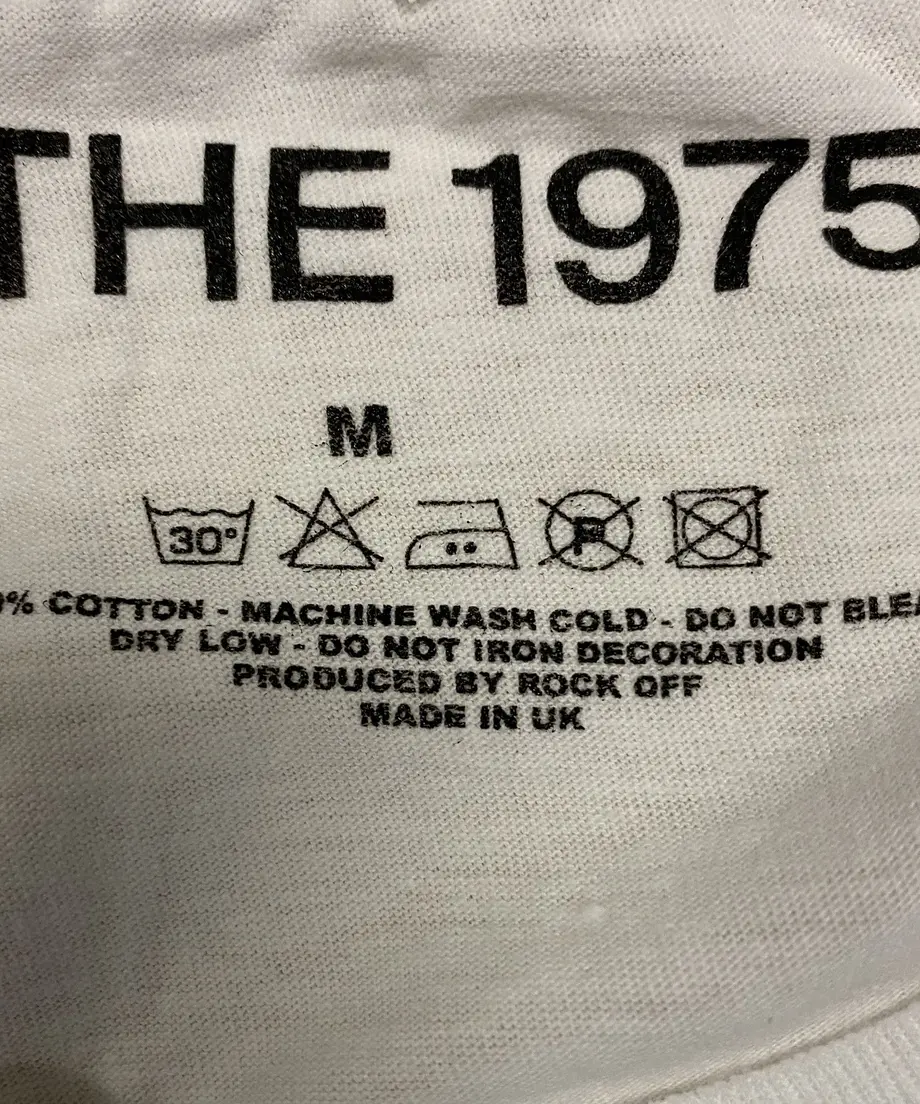 THE 1975
M
30°
P
% COTTON - MACHINE WASH COLD - DO NOT
DRY LOW - DO NOT IRON DECORATION
PRODUCED BY ROCK OFF
MADE IN UK